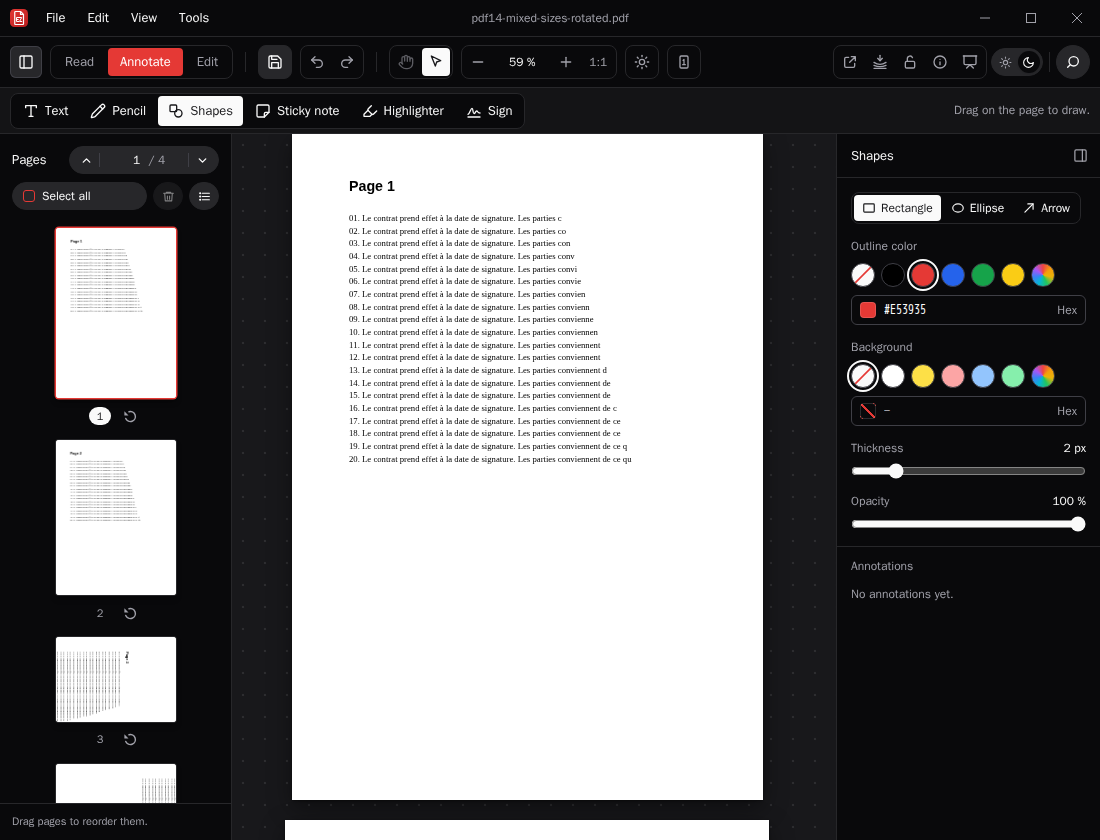 File Edit View Tools
pdf14-mixed-sizes-rotated.pdf
Read Annotate Edit
59 %
1:1
Text Pencil Shapes Sticky note Highlighter Sign
Drag on the page to draw.
Pages
1 / 4
Select all
1
2
3
Drag pages to reorder them.
Page 1
01. Le contrat prend effet à la date de signature. Les parties c
02. Le contrat prend effet à la date de signature. Les parties co
03. Le contrat prend effet à la date de signature. Les parties con
04. Le contrat prend effet à la date de signature. Les parties conv
05. Le contrat prend effet à la date de signature. Les parties convi
06. Le contrat prend effet à la date de signature. Les parties convie
07. Le contrat prend effet à la date de signature. Les parties convien
08. Le contrat prend effet à la date de signature. Les parties convienn
09. Le contrat prend effet à la date de signature. Les parties convienne
10. Le contrat prend effet à la date de signature. Les parties conviennen
11. Le contrat prend effet à la date de signature. Les parties conviennent
12. Le contrat prend effet à la date de signature. Les parties conviennent
13. Le contrat prend effet à la date de signature. Les parties conviennent d
14. Le contrat prend effet à la date de signature. Les parties conviennent de
15. Le contrat prend effet à la date de signature. Les parties conviennent de
16. Le contrat prend effet à la date de signature. Les parties conviennent de c
17. Le contrat prend effet à la date de signature. Les parties conviennent de ce
18. Le contrat prend effet à la date de signature. Les parties conviennent de ce
19. Le contrat prend effet à la date de signature. Les parties conviennent de ce q
20. Le contrat prend effet à la date de signature. Les parties conviennent de ce qu
Shapes
Rectangle Ellipse Arrow
Outline color
#E53935 Hex
Background
– Hex
Thickness 2 px
Opacity 100 %
Annotations
No annotations yet.